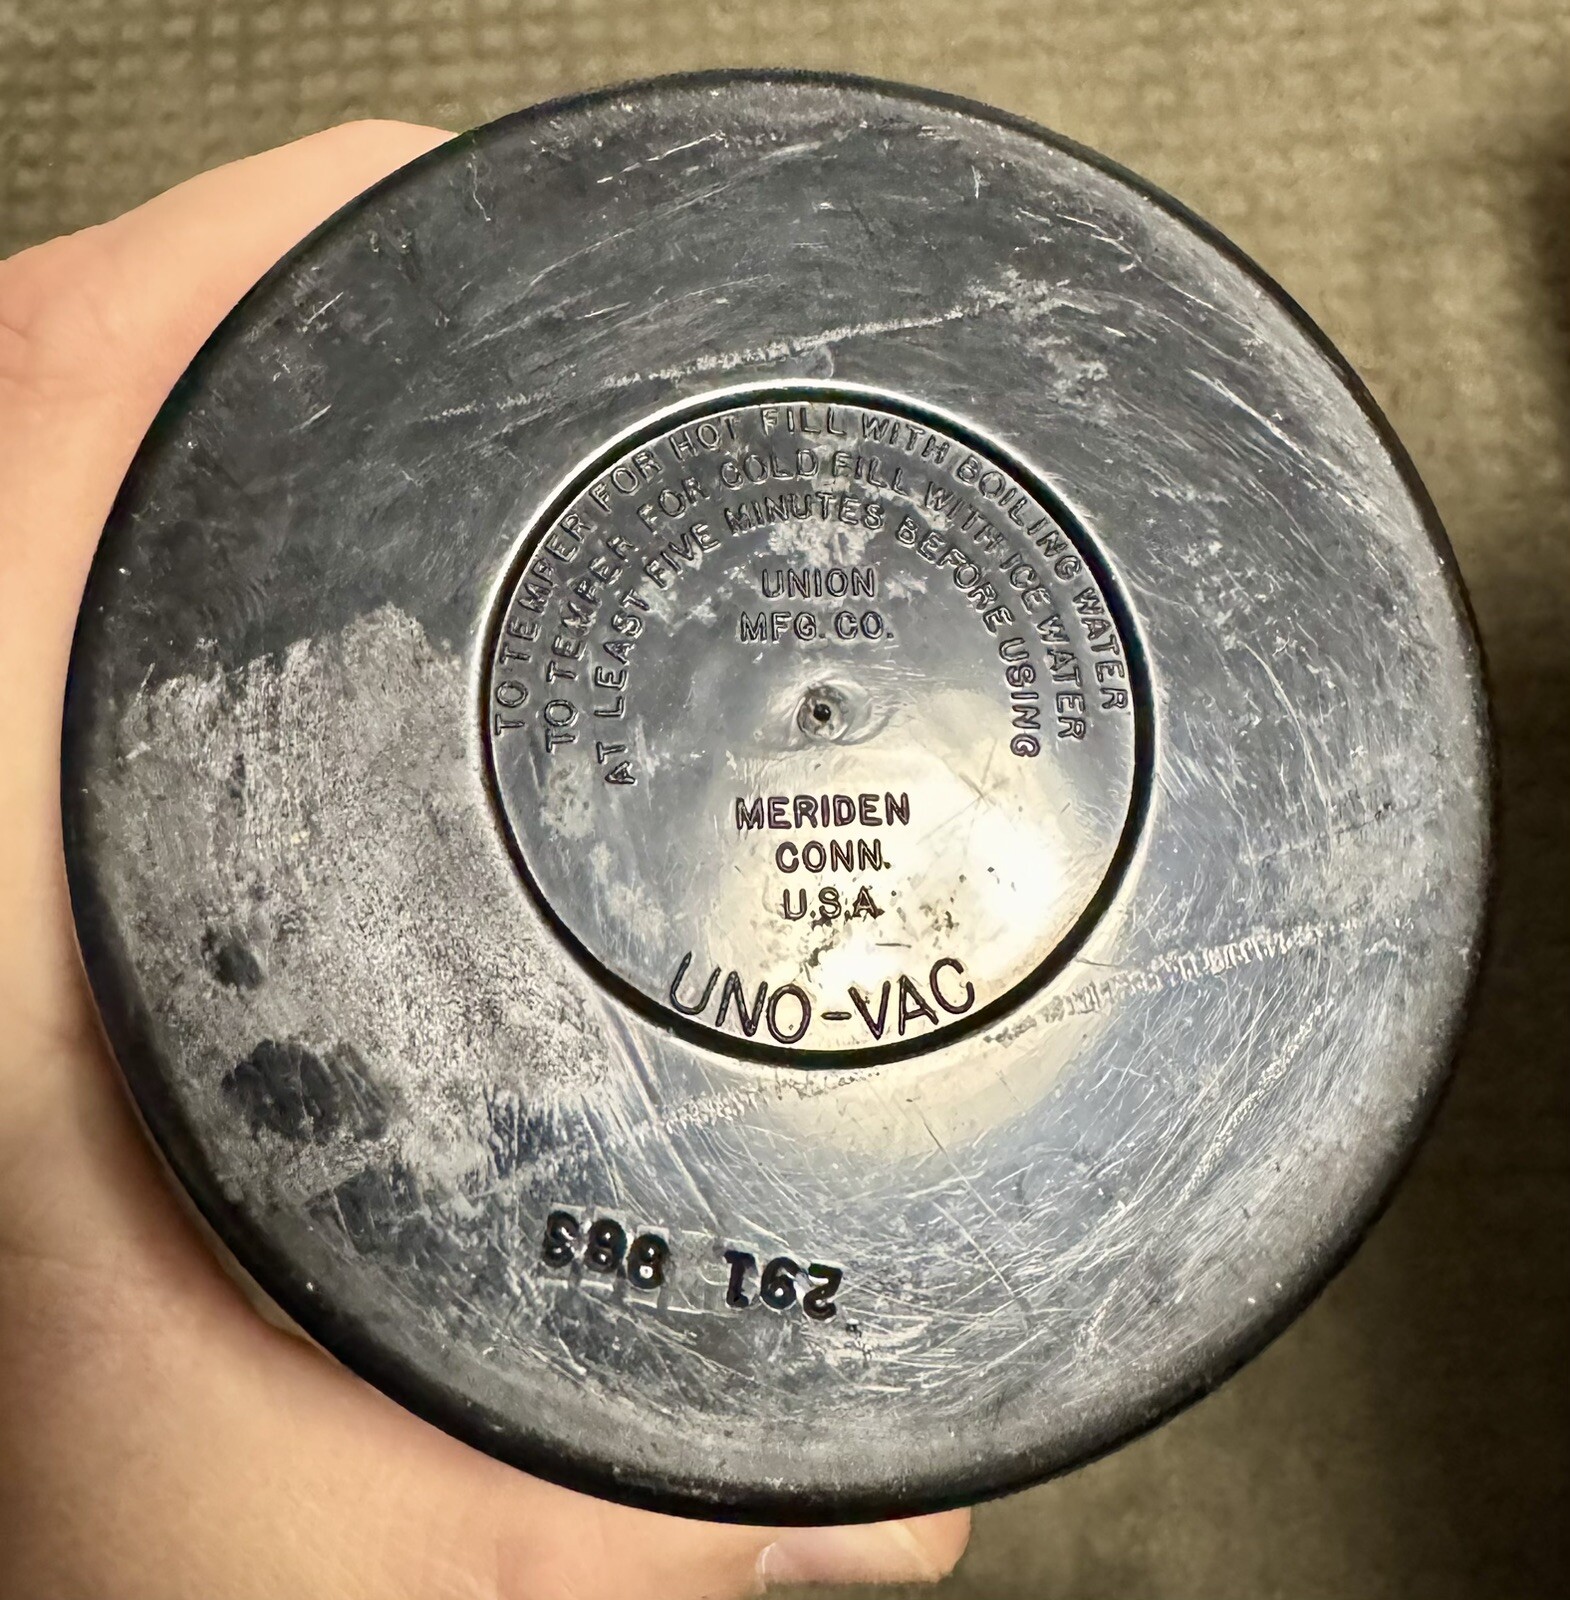 TO TEMPER FOR HOT FILL WITH BOILING WATER
TO TEMPER FOR COLD FILL WITH ICE WATER
AT LEAST FIVE MINUTES BEFORE USING
UNION
MFG. CO.
MERIDEN
CONN.
U.S.A.
UNO-VAC
291